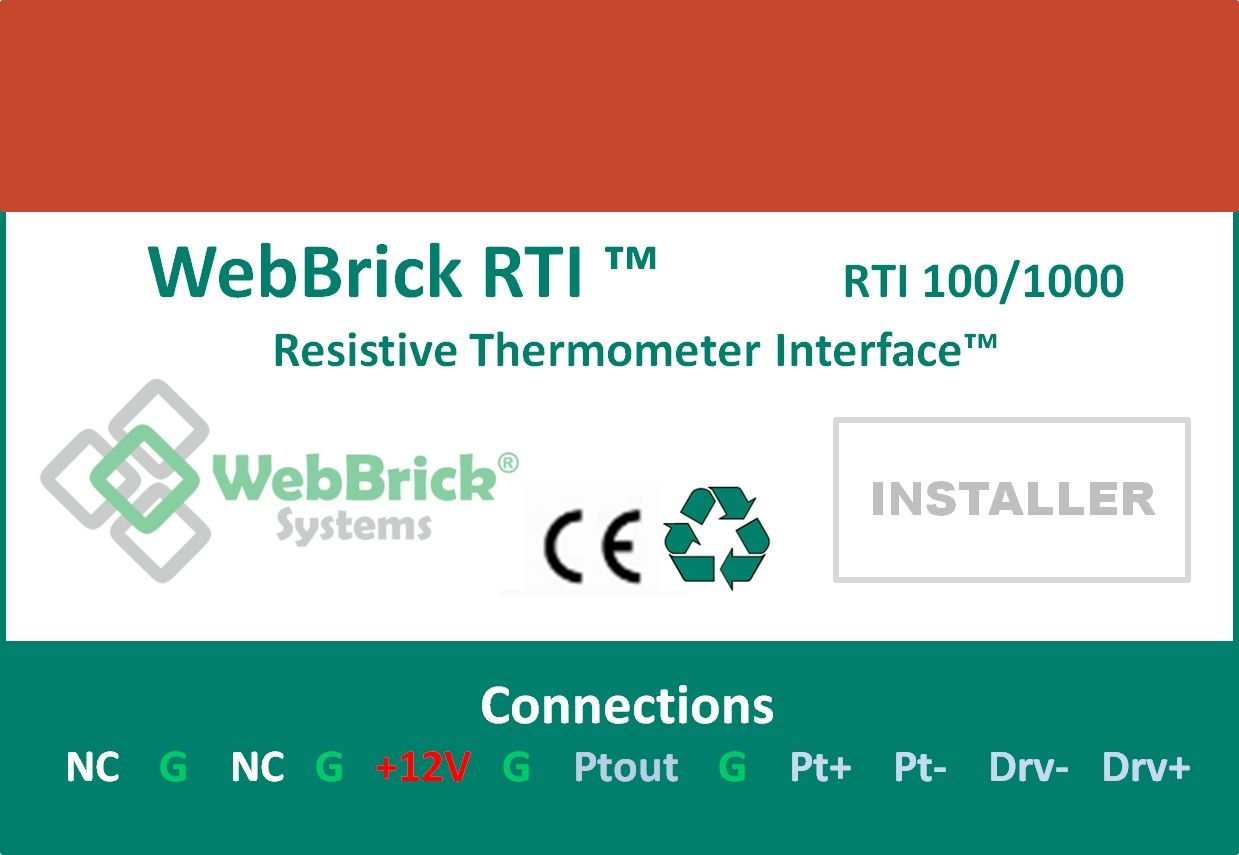 WebBrick RTI ™ RTI 100/1000
Resistive Thermometer Interface™
WebBrick®
Systems
CE
INSTALLER
Connections
NC G NC G +12V G Ptout G Pt+ Pt- Drv- Drv+